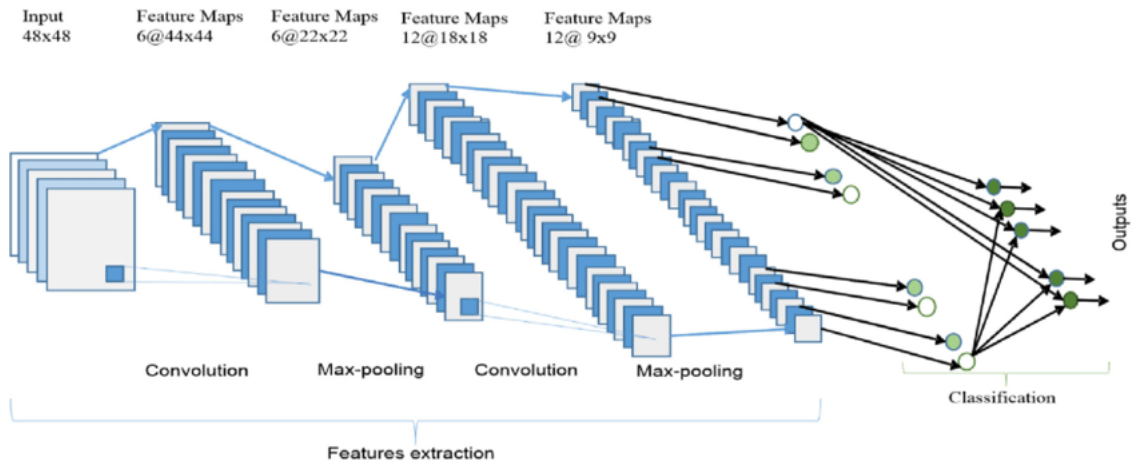 Input
48x48
Feature Maps
6@44x44
Feature Maps
6@22x22
Feature Maps
12@18x18
Feature Maps
12@ 9x9
Outputs
Convolution
Max-pooling
Convolution
Max-pooling
Classification
Features extraction